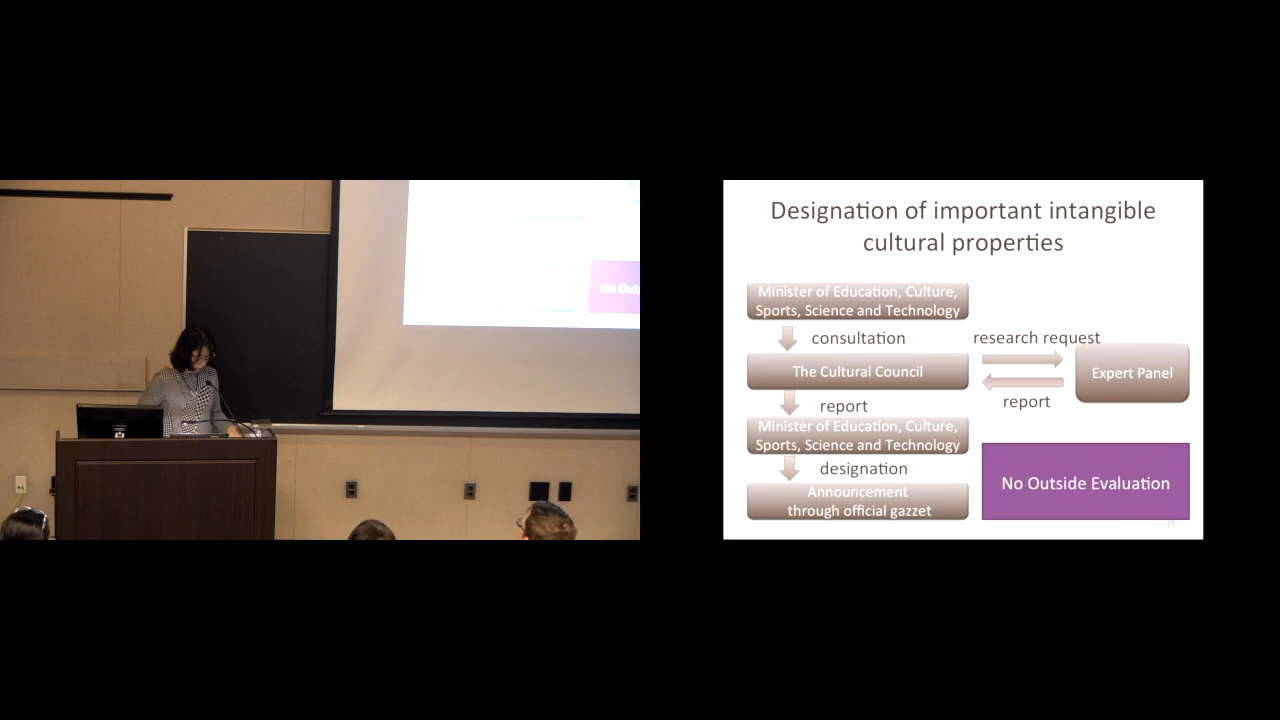 Designation of important intangible
cultural properties
Minister of Education, Culture,
Sports, Science and Technology
consultation
research request
The Cultural Council
Expert Panel
report
report
Minister of Education, Culture,
Sports, Science and Technology
designation
No Outside Evaluation
Announcement
through official gazzet
No Out